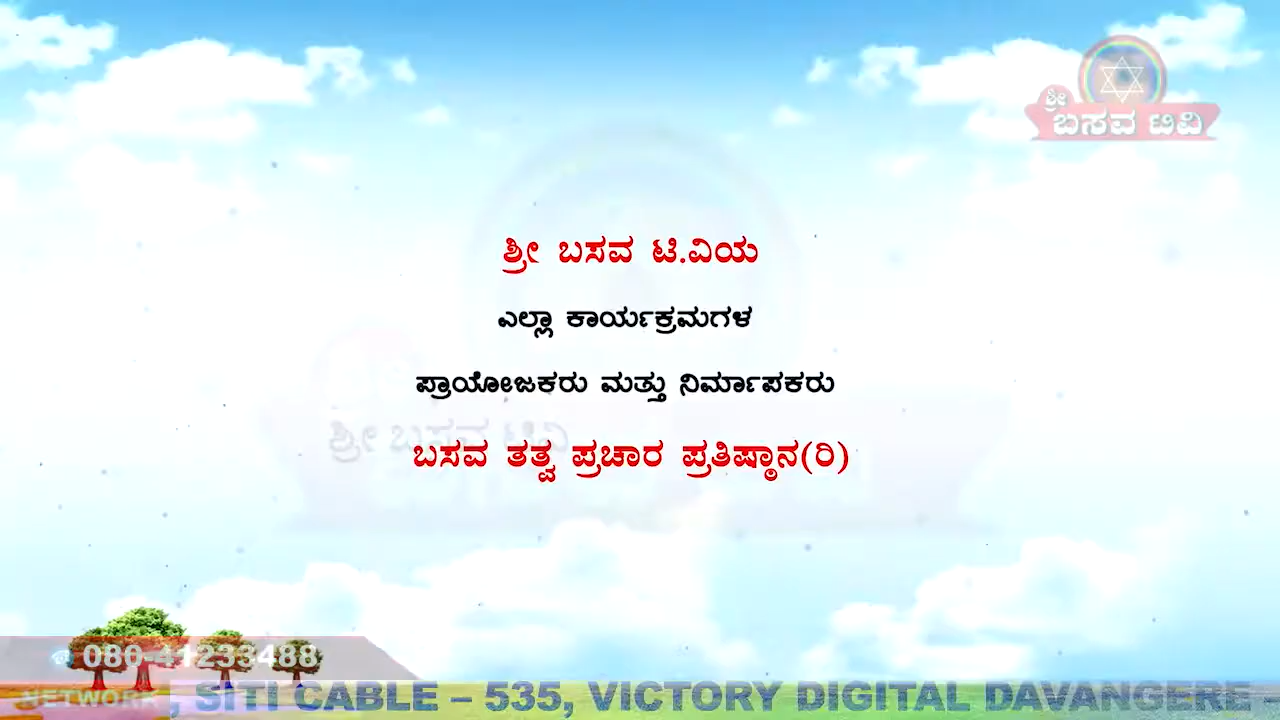 ಶ್ರೀ
ಬಸವ ಟಿವಿ
ಶ್ರೀ ಬಸವ ಟಿ.ವಿಯ
ಎಲ್ಲಾ ಕಾರ್ಯಕ್ರಮಗಳ
ಪ್ರಾಯೋಜಕರು ಮತ್ತು ನಿರ್ಮಾಪಕರು
ಶ್ರೀ ಬಸವ ಟಿವಿ
ಬಸವ ತತ್ವ ಪ್ರಚಾರ ಪ್ರತಿಷ್ಠಾನ(ರಿ)
080-41233488
NETWORK , SITI CABLE – 535, VICTORY DIGITAL DAVANGERE -